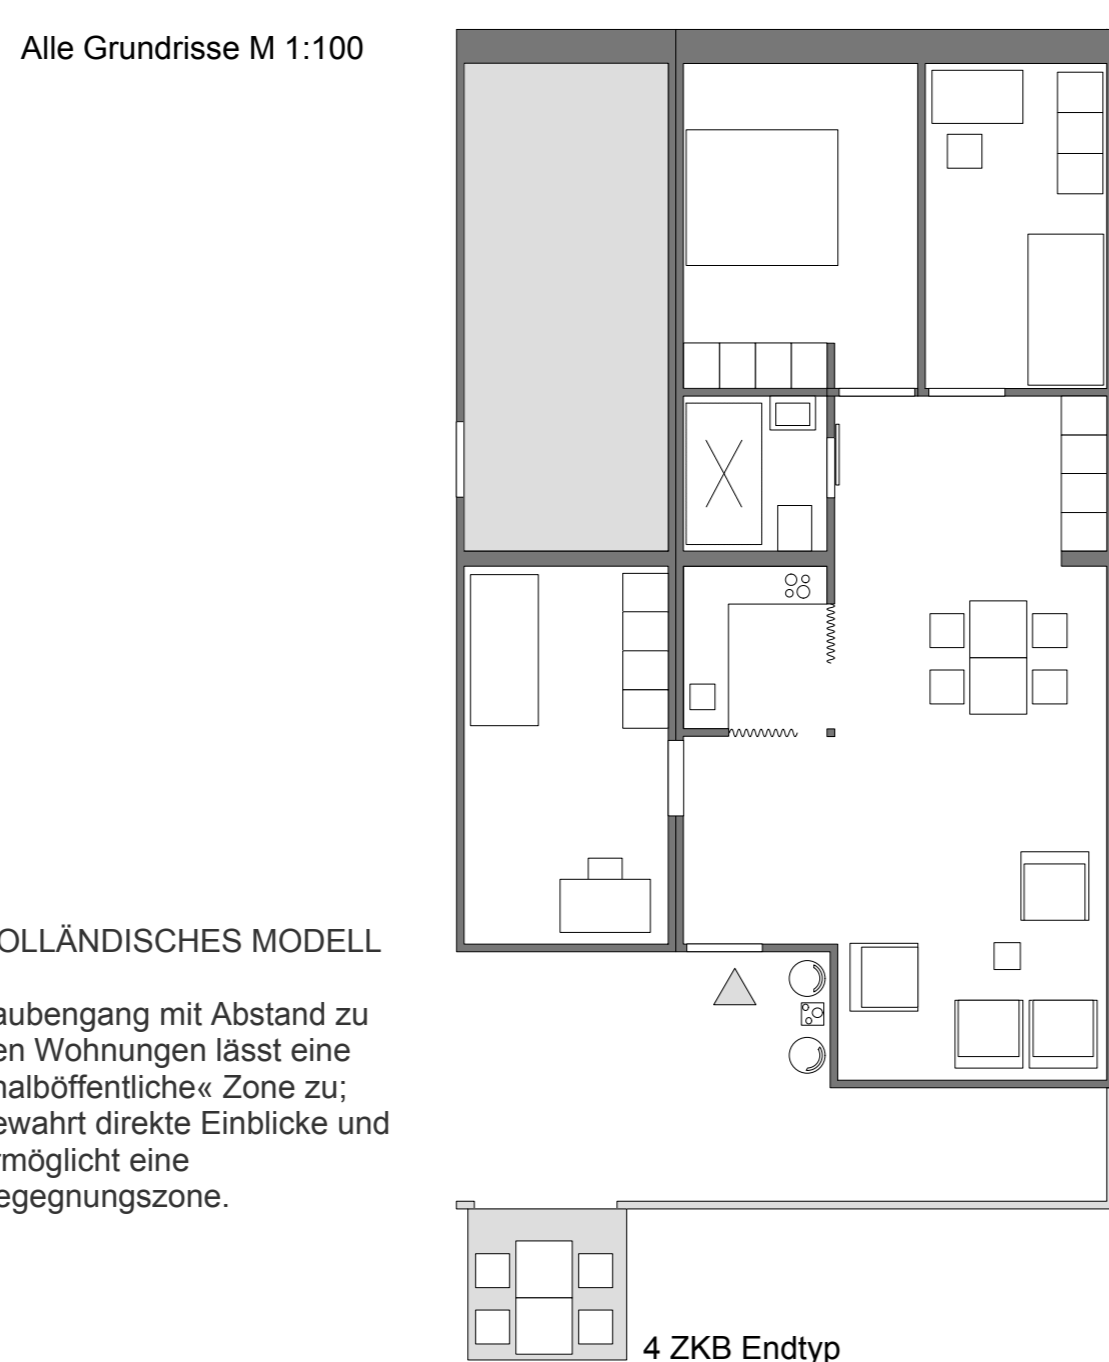 Alle Grundrisse M 1:100
OLLÄNDISCHES MODELL
aubengang mit Abstand zu
en Wohnungen lässt eine
halböffentliche« Zone zu;
ewahrt direkte Einblicke und
rmöglicht eine
egegnungszone.
4 ZKB Endtyp